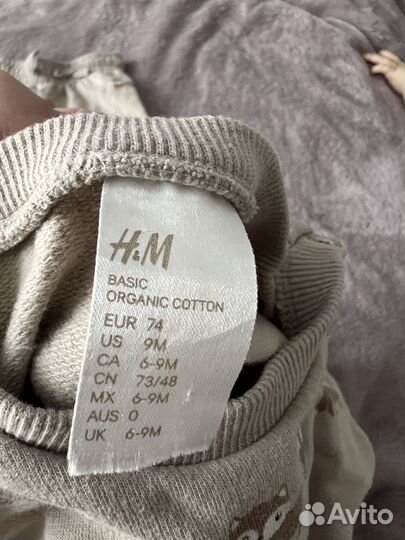 H&M
BASIC
ORGANIC COTTON
EUR 74
US 9M
CA 6-9M
CN 73/48
MX 6-9M
AUS 0
UK 6-9M
Avito